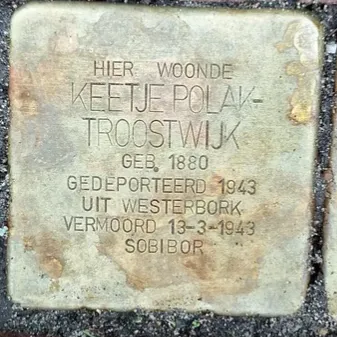 HIER WOONDE
KEETJE POLAK-
TROOSTWIJK
GEB. 1880
GEDEPORTEERD 1943
UIT WESTERBORK
VERMOORD 13-3-1943
SOBIBOR